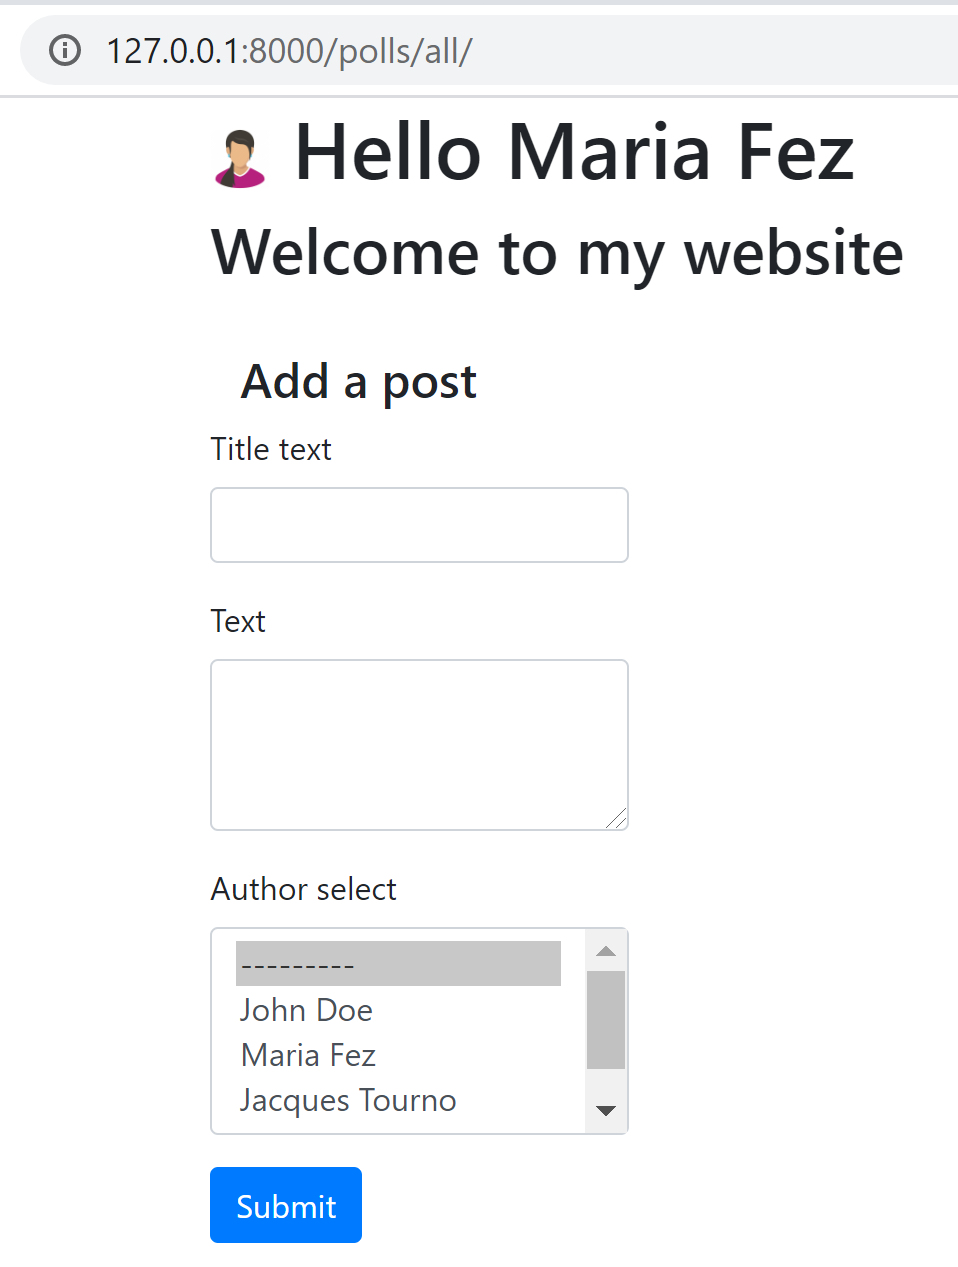 127.0.0.1:8000/polls/all/
Hello Maria Fez
Welcome to my website
Add a post
Title text
Text
Author select
---------
John Doe
Maria Fez
Jacques Tourno
Submit